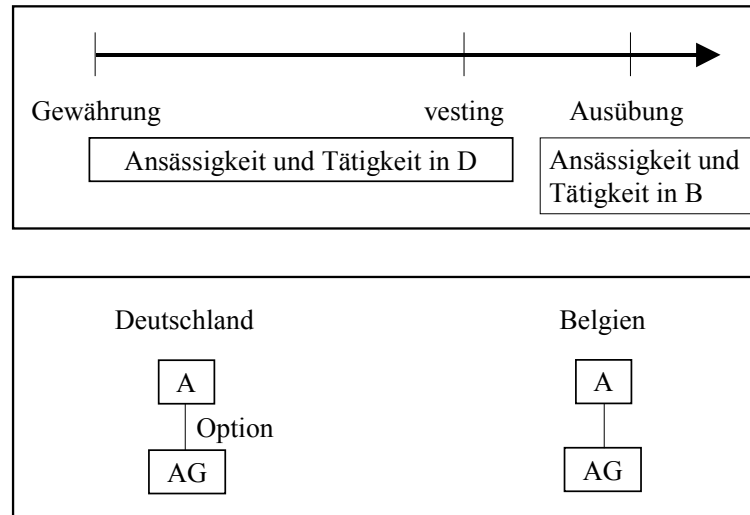 Gewährung vesting Ausübung
Ansässigkeit und Tätigkeit in D
Ansässigkeit und
Tätigkeit in B
Deutschland Belgien
A A
Option
AG AG